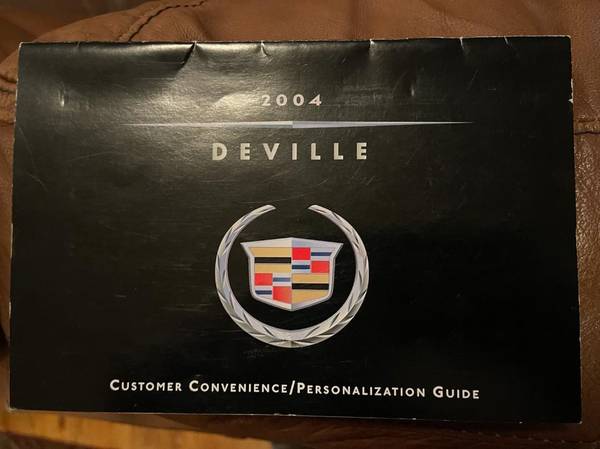 2004
DEVILLE
CUSTOMER CONVENIENCE/PERSONALIZATION GUIDE